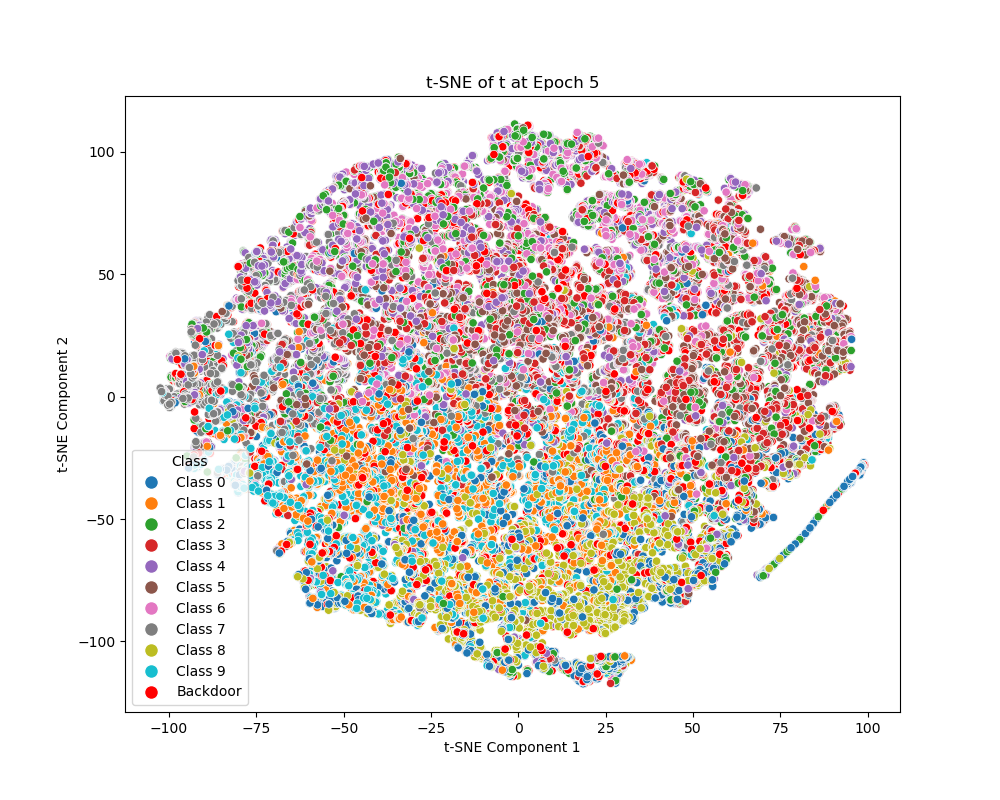 t-SNE of t at Epoch 5
100
50
0
−50
−100
t-SNE Component 2
Class
Class 0
Class 1
Class 2
Class 3
Class 4
Class 5
Class 6
Class 7
Class 8
Class 9
Backdoor
−100 −75 −50 −25 0 25 50 75 100
t-SNE Component 1